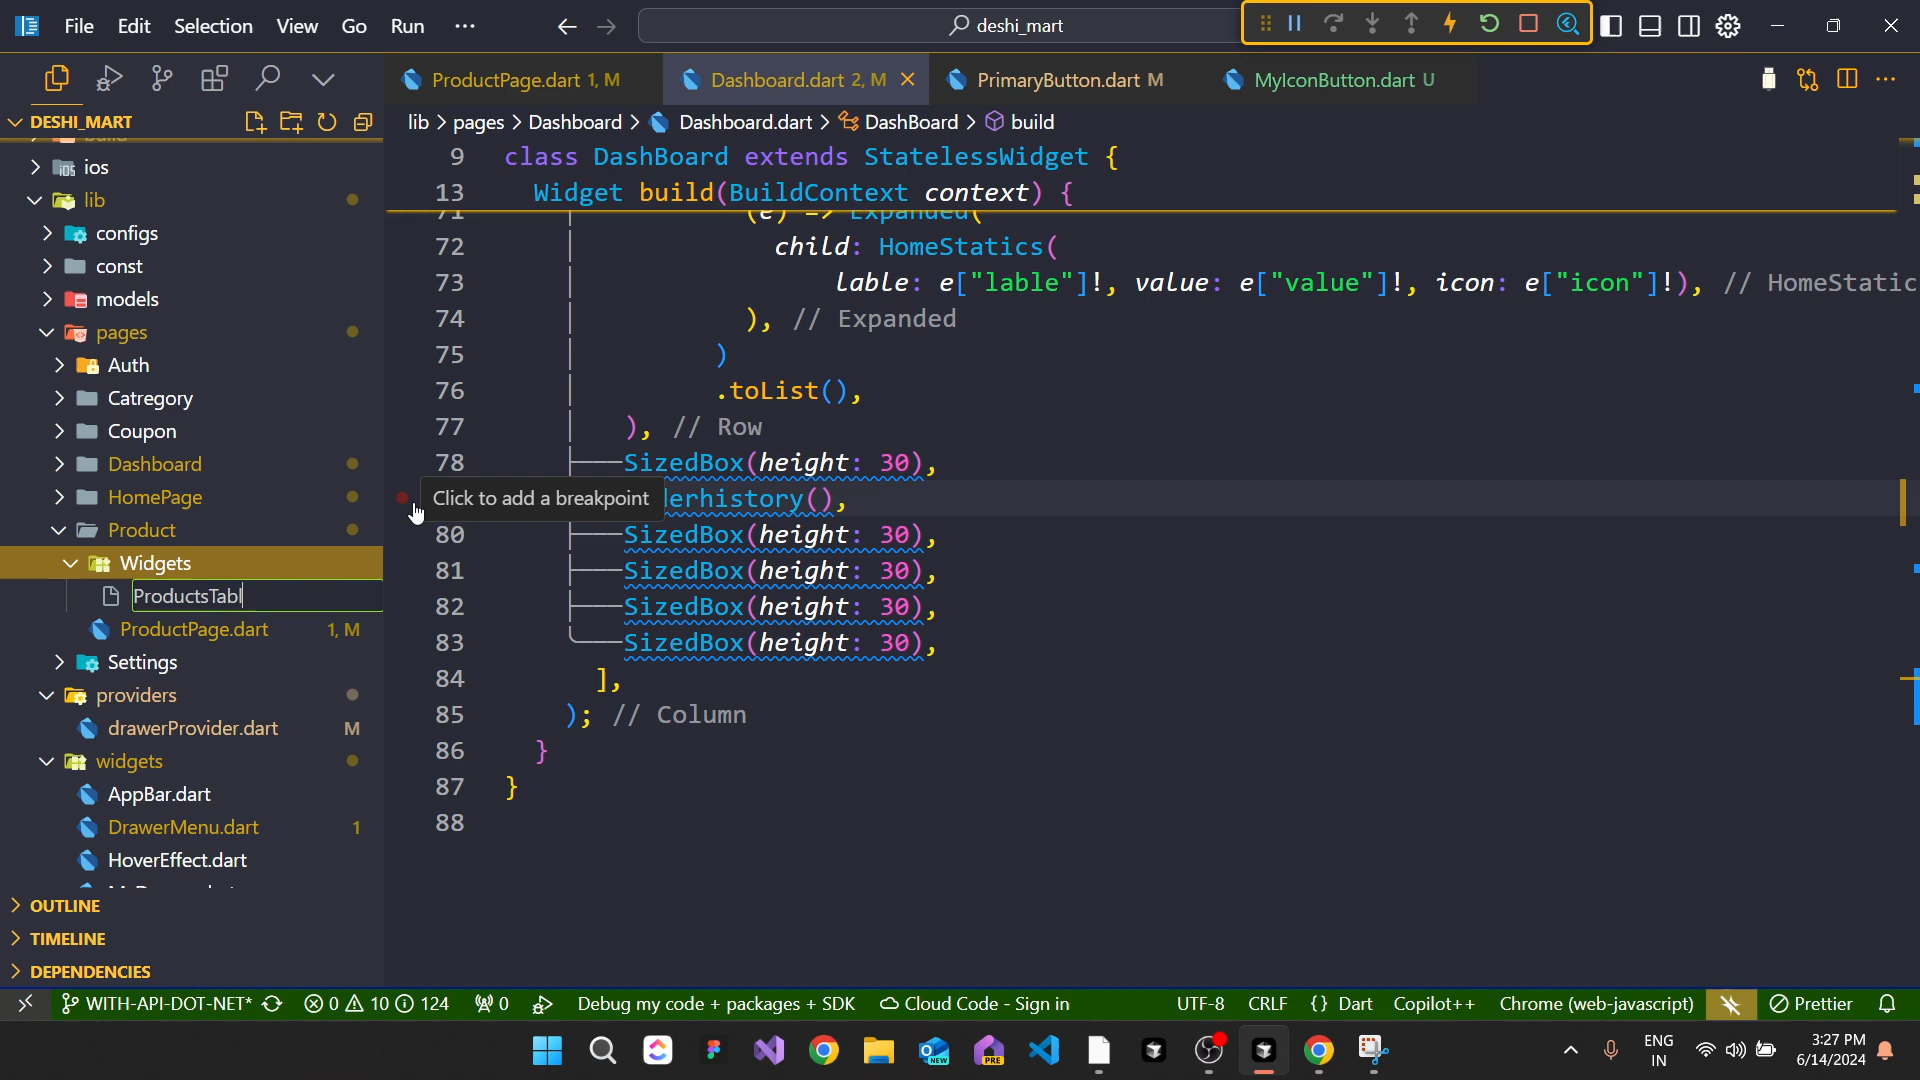 File Edit Selection View Go Run ··· deshi_mart
DESHI_MART
ProductPage.dart 1, M
Dashboard.dart 2, M
PrimaryButton.dart M
MyIconButton.dart U
lib > pages > Dashboard > Dashboard.dart > DashBoard > build
ios
lib
configs
const
models
pages
Auth
Catregory
Coupon
Dashboard
HomePage
Product
Widgets
ProductsTabl
ProductPage.dart 1, M
Settings
providers
drawerProvider.dart M
widgets
AppBar.dart
DrawerMenu.dart 1
HoverEffect.dart
OUTLINE
TIMELINE
DEPENDENCIES
9 class DashBoard extends StatelessWidget {
13 Widget build(BuildContext context) {
71 (e) => Expanded(
72 child: HomeStatics(
73 lable: e["lable"]!, value: e["value"]!, icon: e["icon"]!), // HomeStatic
74 ), // Expanded
75 )
76 .toList(),
77 ), // Row
78 SizedBox(height: 30),
Click to add a breakpoint
derhistory(),
80 SizedBox(height: 30),
81 SizedBox(height: 30),
82 SizedBox(height: 30),
83 SizedBox(height: 30),
84 ],
85 ); // Column
86 }
87 }
88
WITH-API-DOT-NET* 0 10 124 0 Debug my code + packages + SDK Cloud Code - Sign in UTF-8 CRLF {} Dart Copilot++ Chrome (web-javascript) Prettier
PRE
NEW
ENG
IN
3:27 PM
6/14/2024